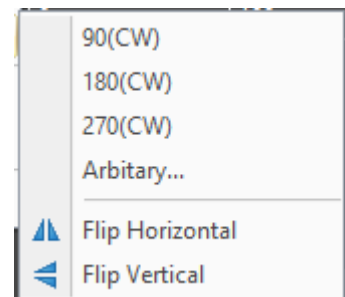 90(CW)
180(CW)
270(CW)
Arbitary...
Flip Horizontal
Flip Vertical